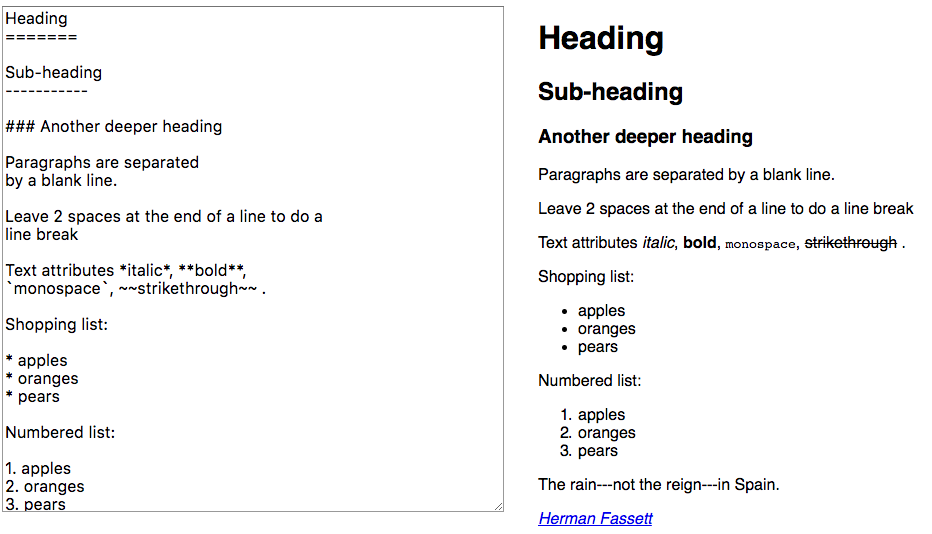 Heading
=======
Sub-heading
-----------
### Another deeper heading
Paragraphs are separated
by a blank line.
Leave 2 spaces at the end of a line to do a
line break
Text attributes *italic*, **bold**,
`monospace`, ~~strikethrough~~ .
Shopping list:
* apples
* oranges
* pears
Numbered list:
1. apples
2. oranges
3. pears
Heading
Sub-heading
Another deeper heading
Paragraphs are separated by a blank line.
Leave 2 spaces at the end of a line to do a line break
Text attributes italic, bold, monospace, strikethrough .
Shopping list:
• apples
• oranges
• pears
Numbered list:
1. apples
2. oranges
3. pears
The rain---not the reign---in Spain.
Herman Fassett